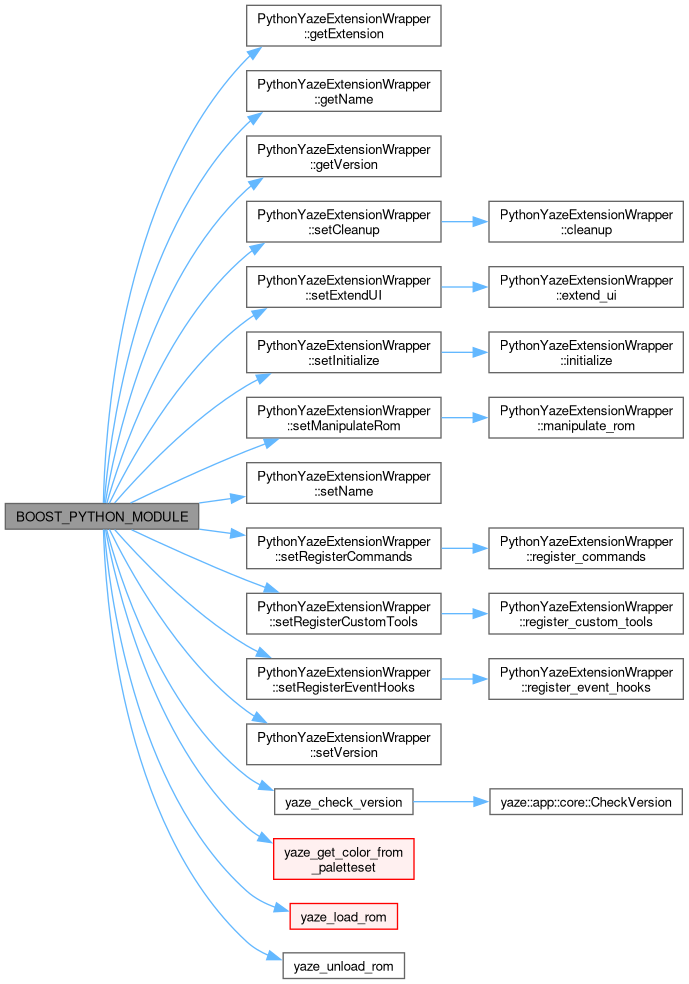 PythonYazeExtensionWrapper
::getExtension
PythonYazeExtensionWrapper
::getName
PythonYazeExtensionWrapper
::getVersion
PythonYazeExtensionWrapper
::setCleanup
PythonYazeExtensionWrapper
::cleanup
PythonYazeExtensionWrapper
::setExtendUI
PythonYazeExtensionWrapper
::extend_ui
PythonYazeExtensionWrapper
::setInitialize
PythonYazeExtensionWrapper
::initialize
PythonYazeExtensionWrapper
::setManipulateRom
PythonYazeExtensionWrapper
::manipulate_rom
PythonYazeExtensionWrapper
::setName
BOOST_PYTHON_MODULE
PythonYazeExtensionWrapper
::setRegisterCommands
PythonYazeExtensionWrapper
::register_commands
PythonYazeExtensionWrapper
::setRegisterCustomTools
PythonYazeExtensionWrapper
::register_custom_tools
PythonYazeExtensionWrapper
::setRegisterEventHooks
PythonYazeExtensionWrapper
::register_event_hooks
PythonYazeExtensionWrapper
::setVersion
yaze_check_version
yaze::app::core::CheckVersion
yaze_get_color_from
_paletteset
yaze_load_rom
yaze_unload_rom